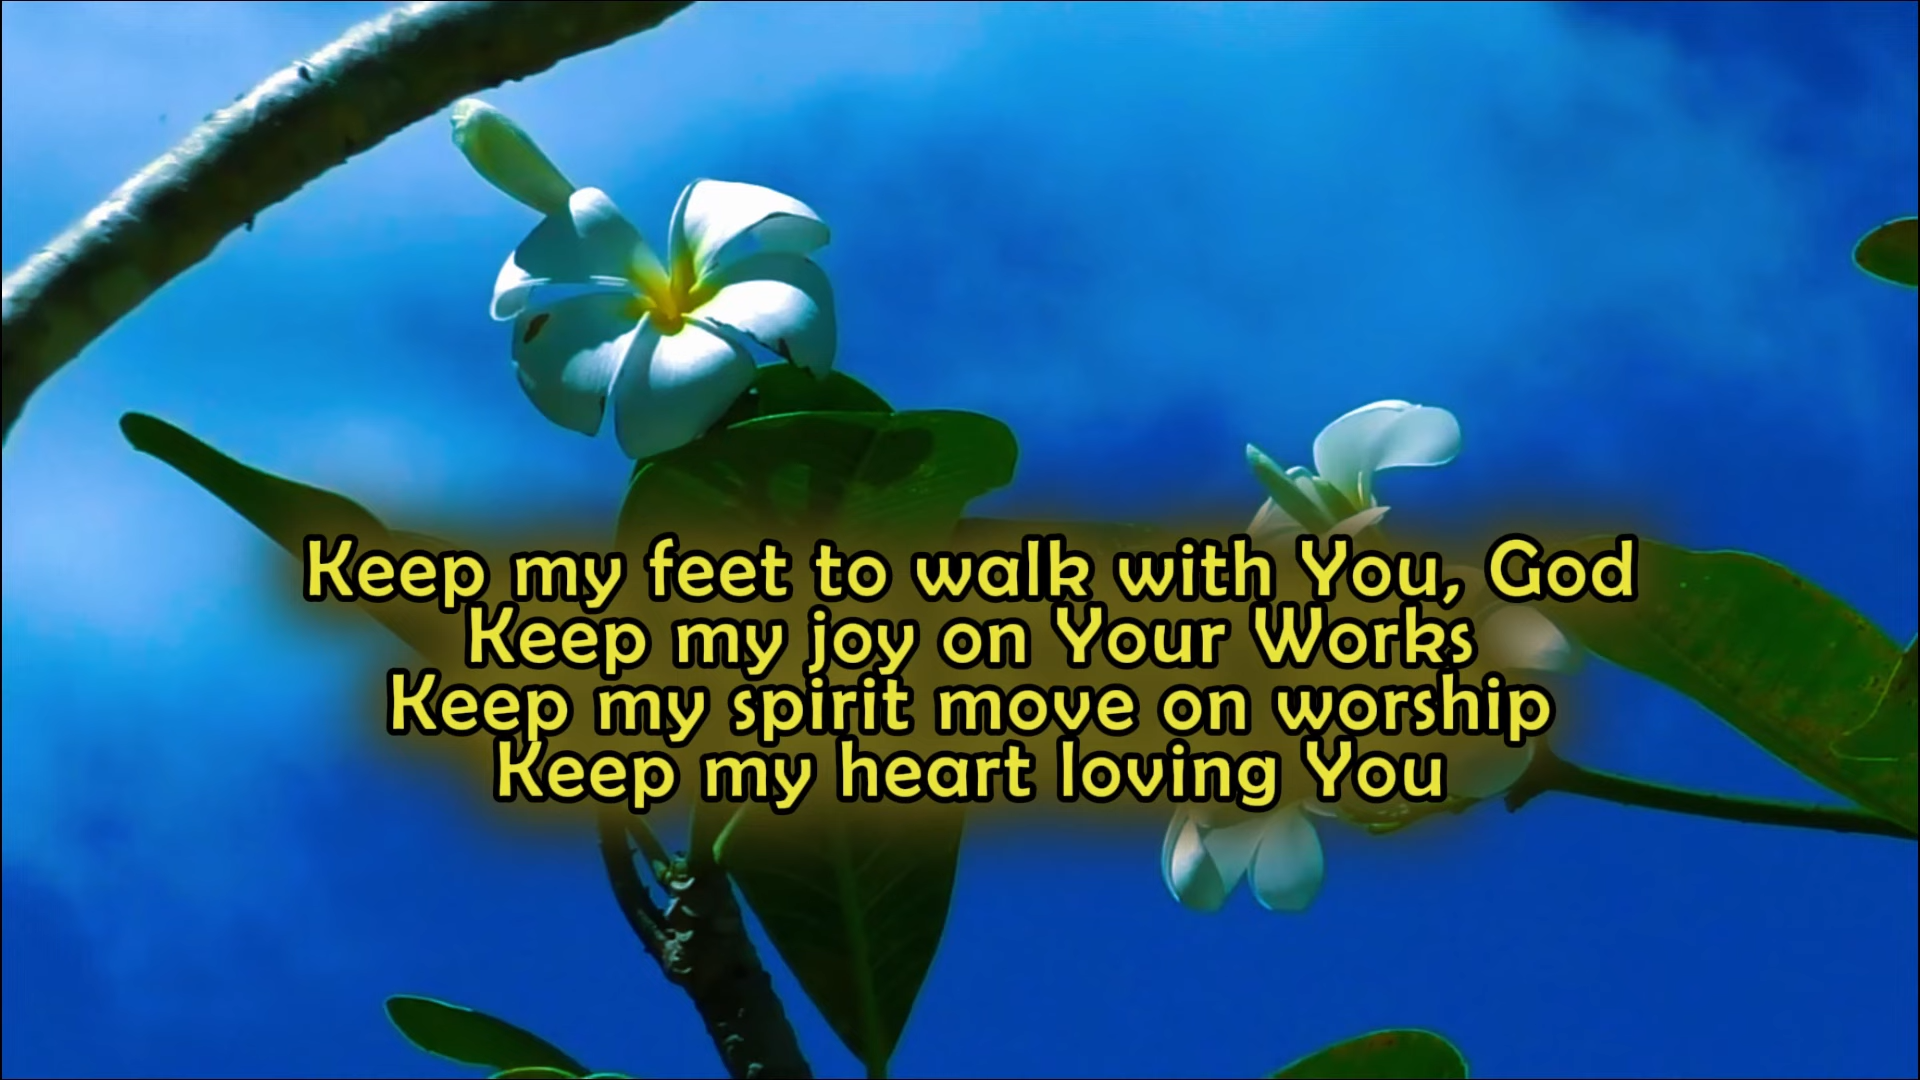 Keep my feet to walk with You, God
Keep my joy on Your Works
Keep my spirit move on worship
Keep my heart loving You